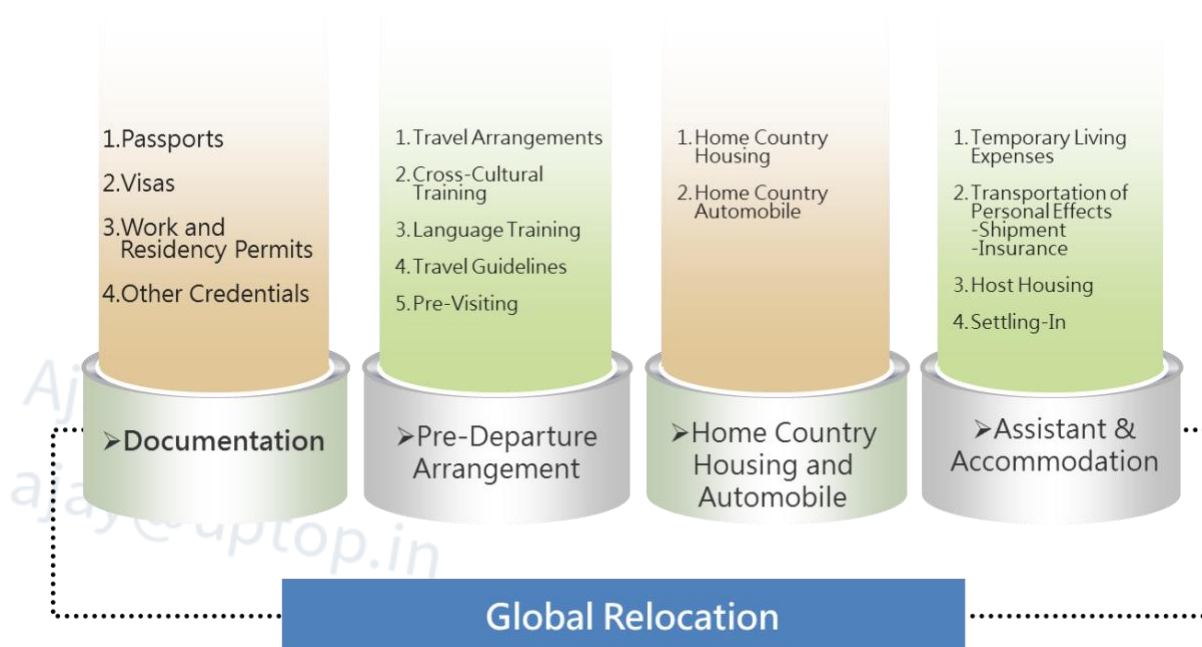 1.Passports
2.Visas
3.Work and
Residency Permits
4.Other Credentials
➢Documentation
1.Travel Arrangements
2.Cross-Cultural
Training
3.Language Training
4.Travel Guidelines
5.Pre-Visiting
➢Pre-Departure
Arrangement
1.Home Country
Housing
2.Home Country
Automobile
➢Home Country
Housing and
Automobile
1.Temporary Living
Expenses
2.Transportation of
Personal Effects
-Shipment
-Insurance
3.Host Housing
4.Settling-In
➢Assistant &
Accommodation
Global Relocation